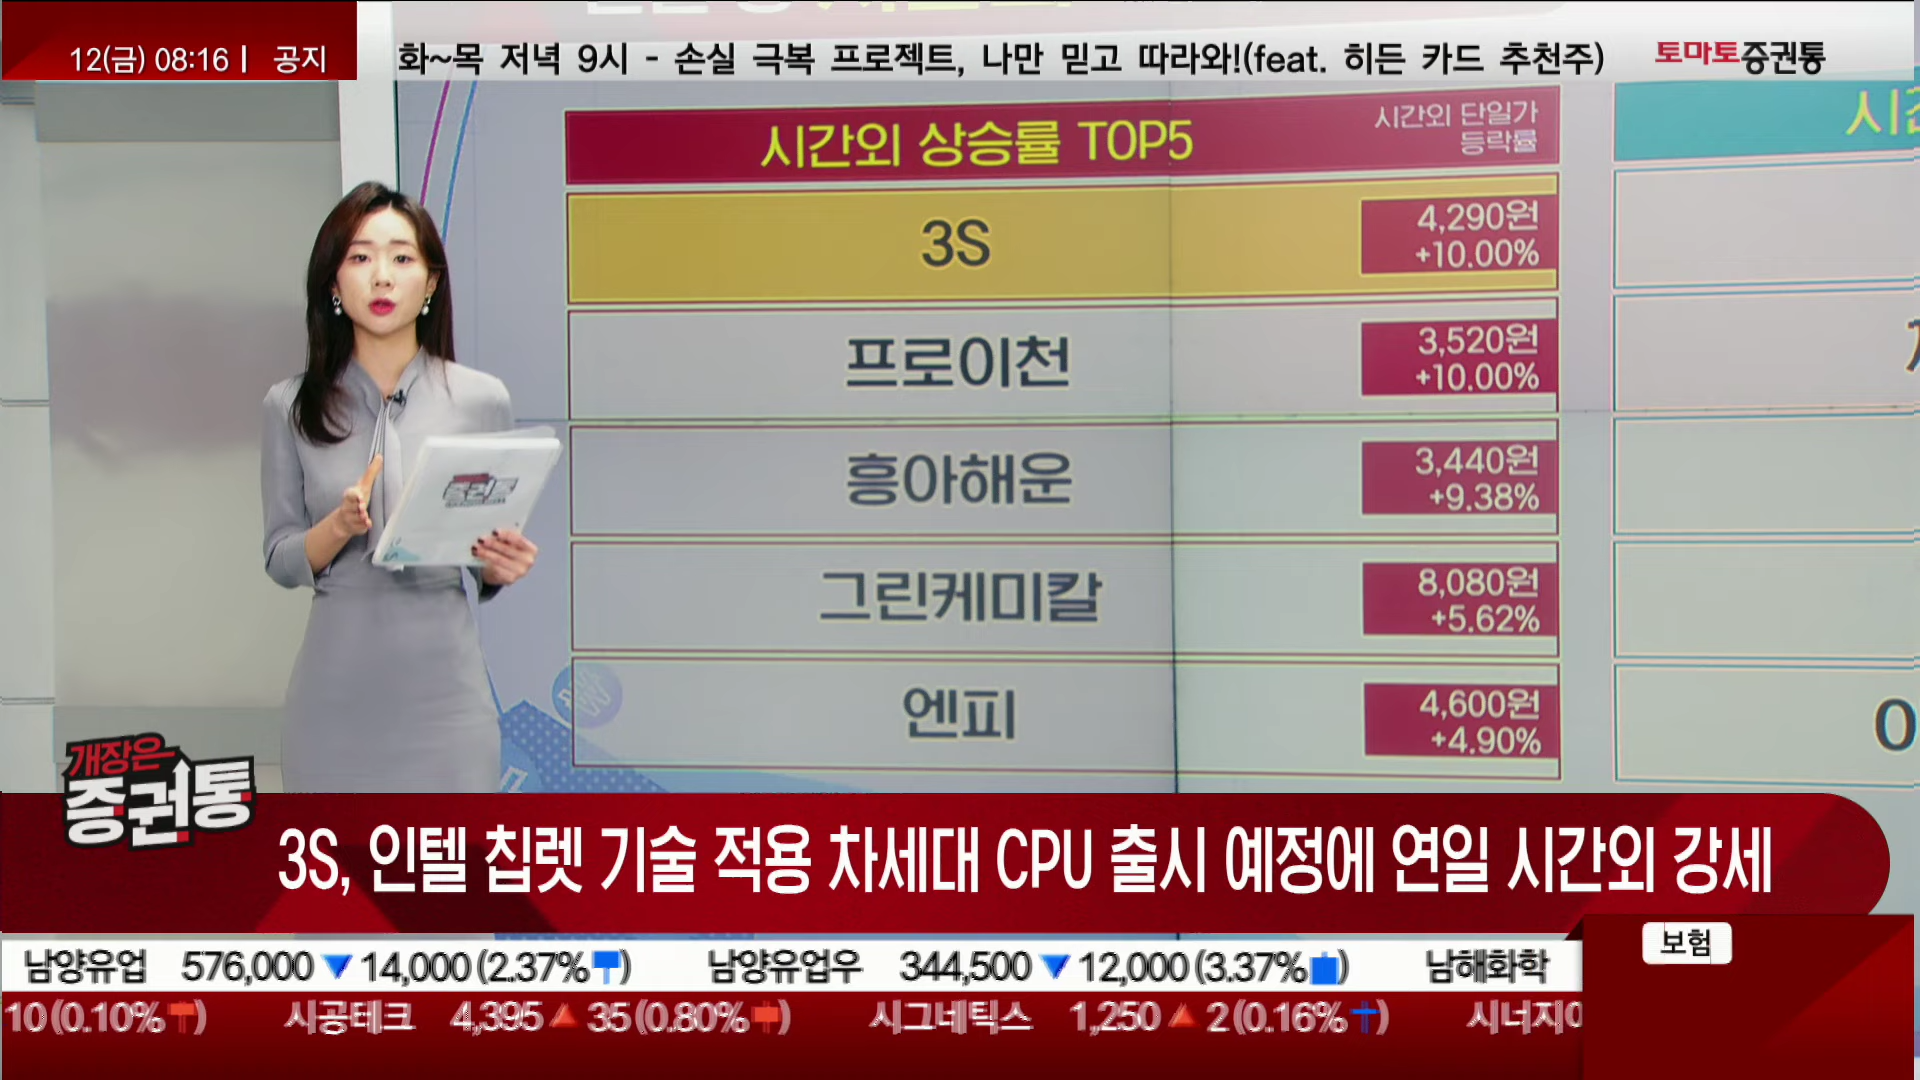 12(금) 08:16 | 공지
화~목 저녁 9시 - 손실 극복 프로젝트, 나만 믿고 따라와!(feat. 히든 카드 추천주)
토마토증권통
시간외 상승률 TOP5
시간외 단일가
등락률
시간
3S
4,290원
+10.00%
프로이천
3,520원
+10.00%
흥아해운
3,440원
+9.38%
그린케미칼
8,080원
+5.62%
엔피
4,600원
+4.90%
증권통
개장은
증권통
3S, 인텔 칩렛 기술 적용 차세대 CPU 출시 예정에 연일 시간외 강세
보험
남양유업 576,000 ▼ 14,000 (2.37%) 남양유업우 344,500 ▼ 12,000 (3.37%) 남해화학
10 (0.10%) 시공테크 4,395 ▲ 35 (0.80%) 시그네틱스 1,250 ▲ 2 (0.16%) 시너지